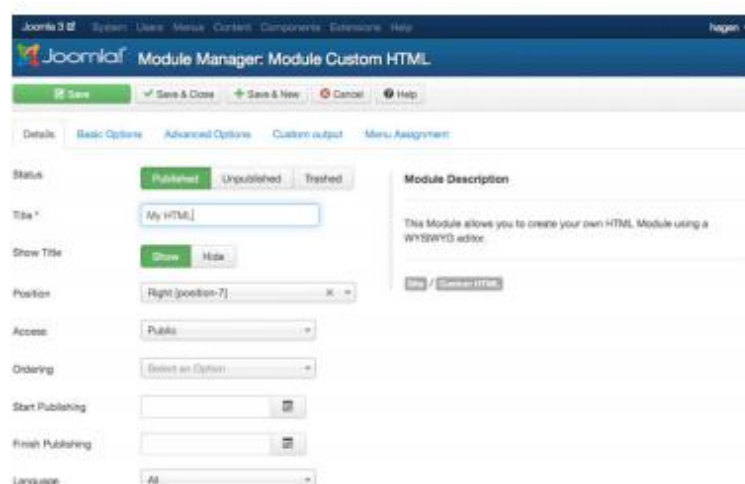 Joomla 3 System Users Menus Content Components Extensions Help hagen
Joomla! Module Manager: Module Custom HTML
Save Save & Close Save & New Cancel Help
Details Basic Options Advanced Options Custom output Menu Assignment
Status Published Unpublished Trashed
Module Description
Title * My HTML
This Module allows you to create your own HTML Module using a
WYSIWYG editor.
Show Title Show Hide
Site / Custom HTML
Position Right [position-7]
Access Public
Ordering Select an Option
Start Publishing
Finish Publishing
Language All